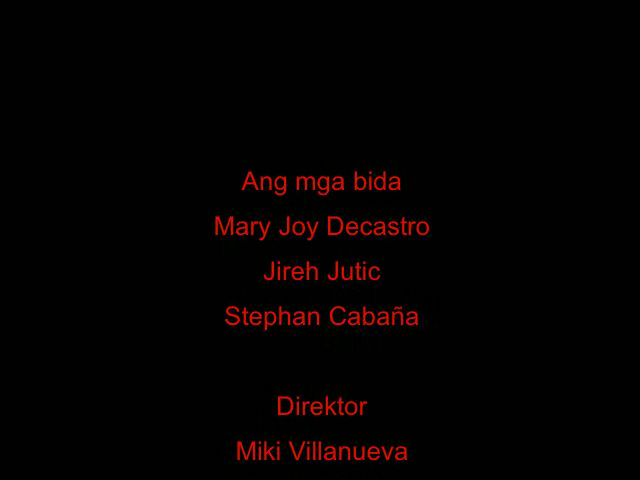 Ang mga bida
Mary Joy Decastro
Jireh Jutic
Stephan Cabaña
Direktor
Miki Villanueva